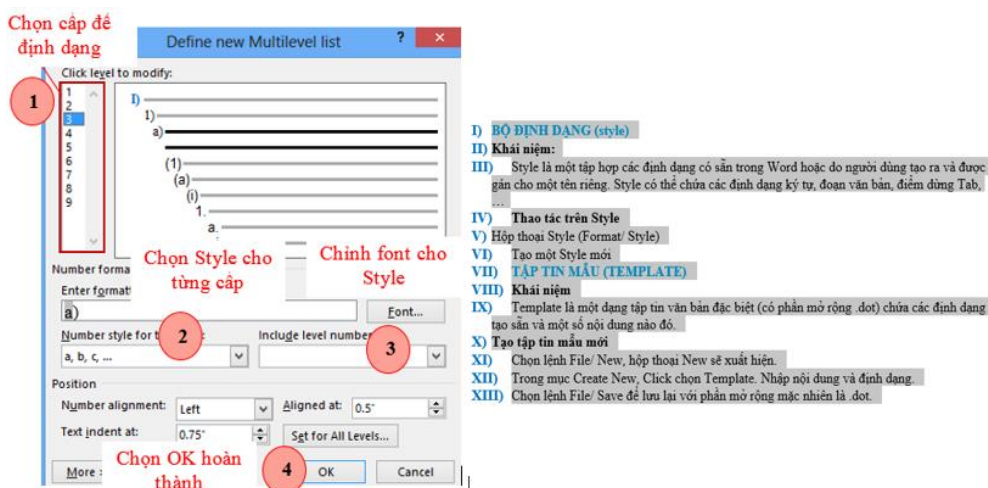 Chọn cấp để
định dạng
Define new Multilevel list
?
×
Click level to modify:
1
1
2
3
4
5
6
7
8
9
I)
1)
a)
(1)
(a)
(i)
1.
a.
Chọn Style cho
từng cấp
Chỉnh font cho
Style
Number forma
Enter format
a)
Font...
Number style for t
2
Include level number
3
a, b, c, ...
Position
Number alignment:
Left
Aligned at:
0.5"
Text indent at:
0.75"
Set for All Levels...
Chọn OK hoàn
thành
More
4
OK
Cancel
I) BỘ ĐỊNH DẠNG (style)
II) Khái niệm:
III) Style là một tập hợp các định dạng có sẵn trong Word hoặc do người dùng tạo ra và được
gán cho một tên riêng. Style có thể chứa các định dạng ký tự, đoạn văn bản, điểm dừng Tab,
…
IV) Thao tác trên Style
V) Hộp thoại Style (Format/ Style)
VI) Tạo một Style mới
VII) TẬP TIN MẪU (TEMPLATE)
VIII) Khái niệm
IX) Template là một dạng tập tin văn bản đặc biệt (có phần mở rộng .dot) chứa các định dạng
tạo sẵn và một số nội dung nào đó.
X) Tạo tập tin mẫu mới
XI) Chọn lệnh File/ New, hộp thoại New sẽ xuất hiện.
XII) Trong mục Create New, Click chọn Template. Nhập nội dung và định dạng.
XIII) Chọn lệnh File/ Save để lưu lại với phần mở rộng mặc nhiên là .dot.